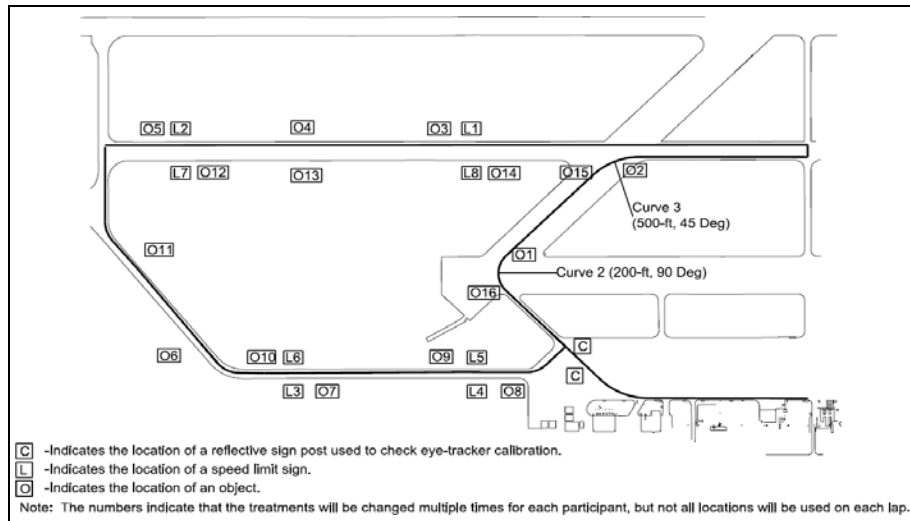 O5 L2 O4 O3 L1
L7 O12 O13 L8 O14 O15 O2
Curve 3
(500-ft, 45 Deg)
O11 O1
Curve 2 (200-ft, 90 Deg)
O16
O6 O10 L6 O9 L5 C
C
L3 O7 L4 O8
C -Indicates the location of a reflective sign post used to check eye-tracker calibration.
L -Indicates the location of a speed limit sign.
O -Indicates the location of an object.
Note: The numbers indicate that the treatments will be changed multiple times for each participant, but not all locations will be used on each lap.